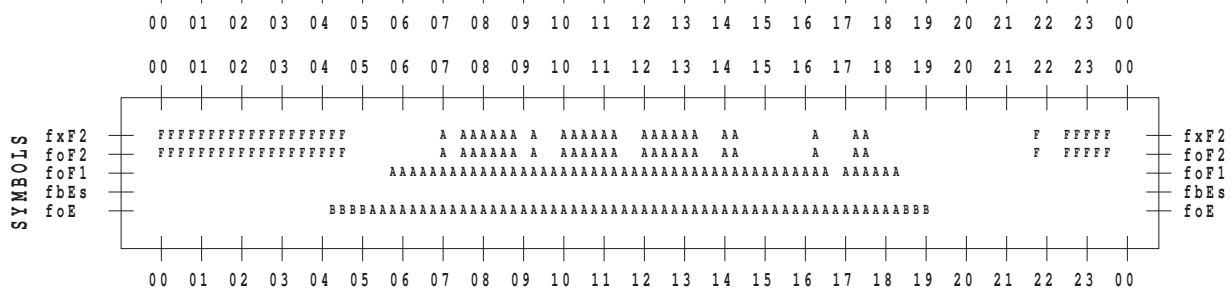 00 01 02 03 04 05 06 07 08 09 10 11 12 13 14 15 16 17 18 19 20 21 22 23 00
00 01 02 03 04 05 06 07 08 09 10 11 12 13 14 15 16 17 18 19 20 21 22 23 00
SYMBOLS
fxF2 FFFFFFFFFFFFFFFFFFF A AAAAAA A AAAAAA AAAAAA AA A AA F FFFFF fxF2
foF2 FFFFFFFFFFFFFFFFFFF A AAAAAA A AAAAAA AAAAAA AA A AA F FFFFF foF2
foF1 AAAAAAAAAAAAAAAAAAAAAAAAAAAAAAAAAAAAAAAAAAAA AAAAAA foF1
fbEs fbEs
foE BBBBAAAAAAAAAAAAAAAAAAAAAAAAAAAAAAAAAAAAAAAAAAAAAAAAAAAAABBB foE
00 01 02 03 04 05 06 07 08 09 10 11 12 13 14 15 16 17 18 19 20 21 22 23 00